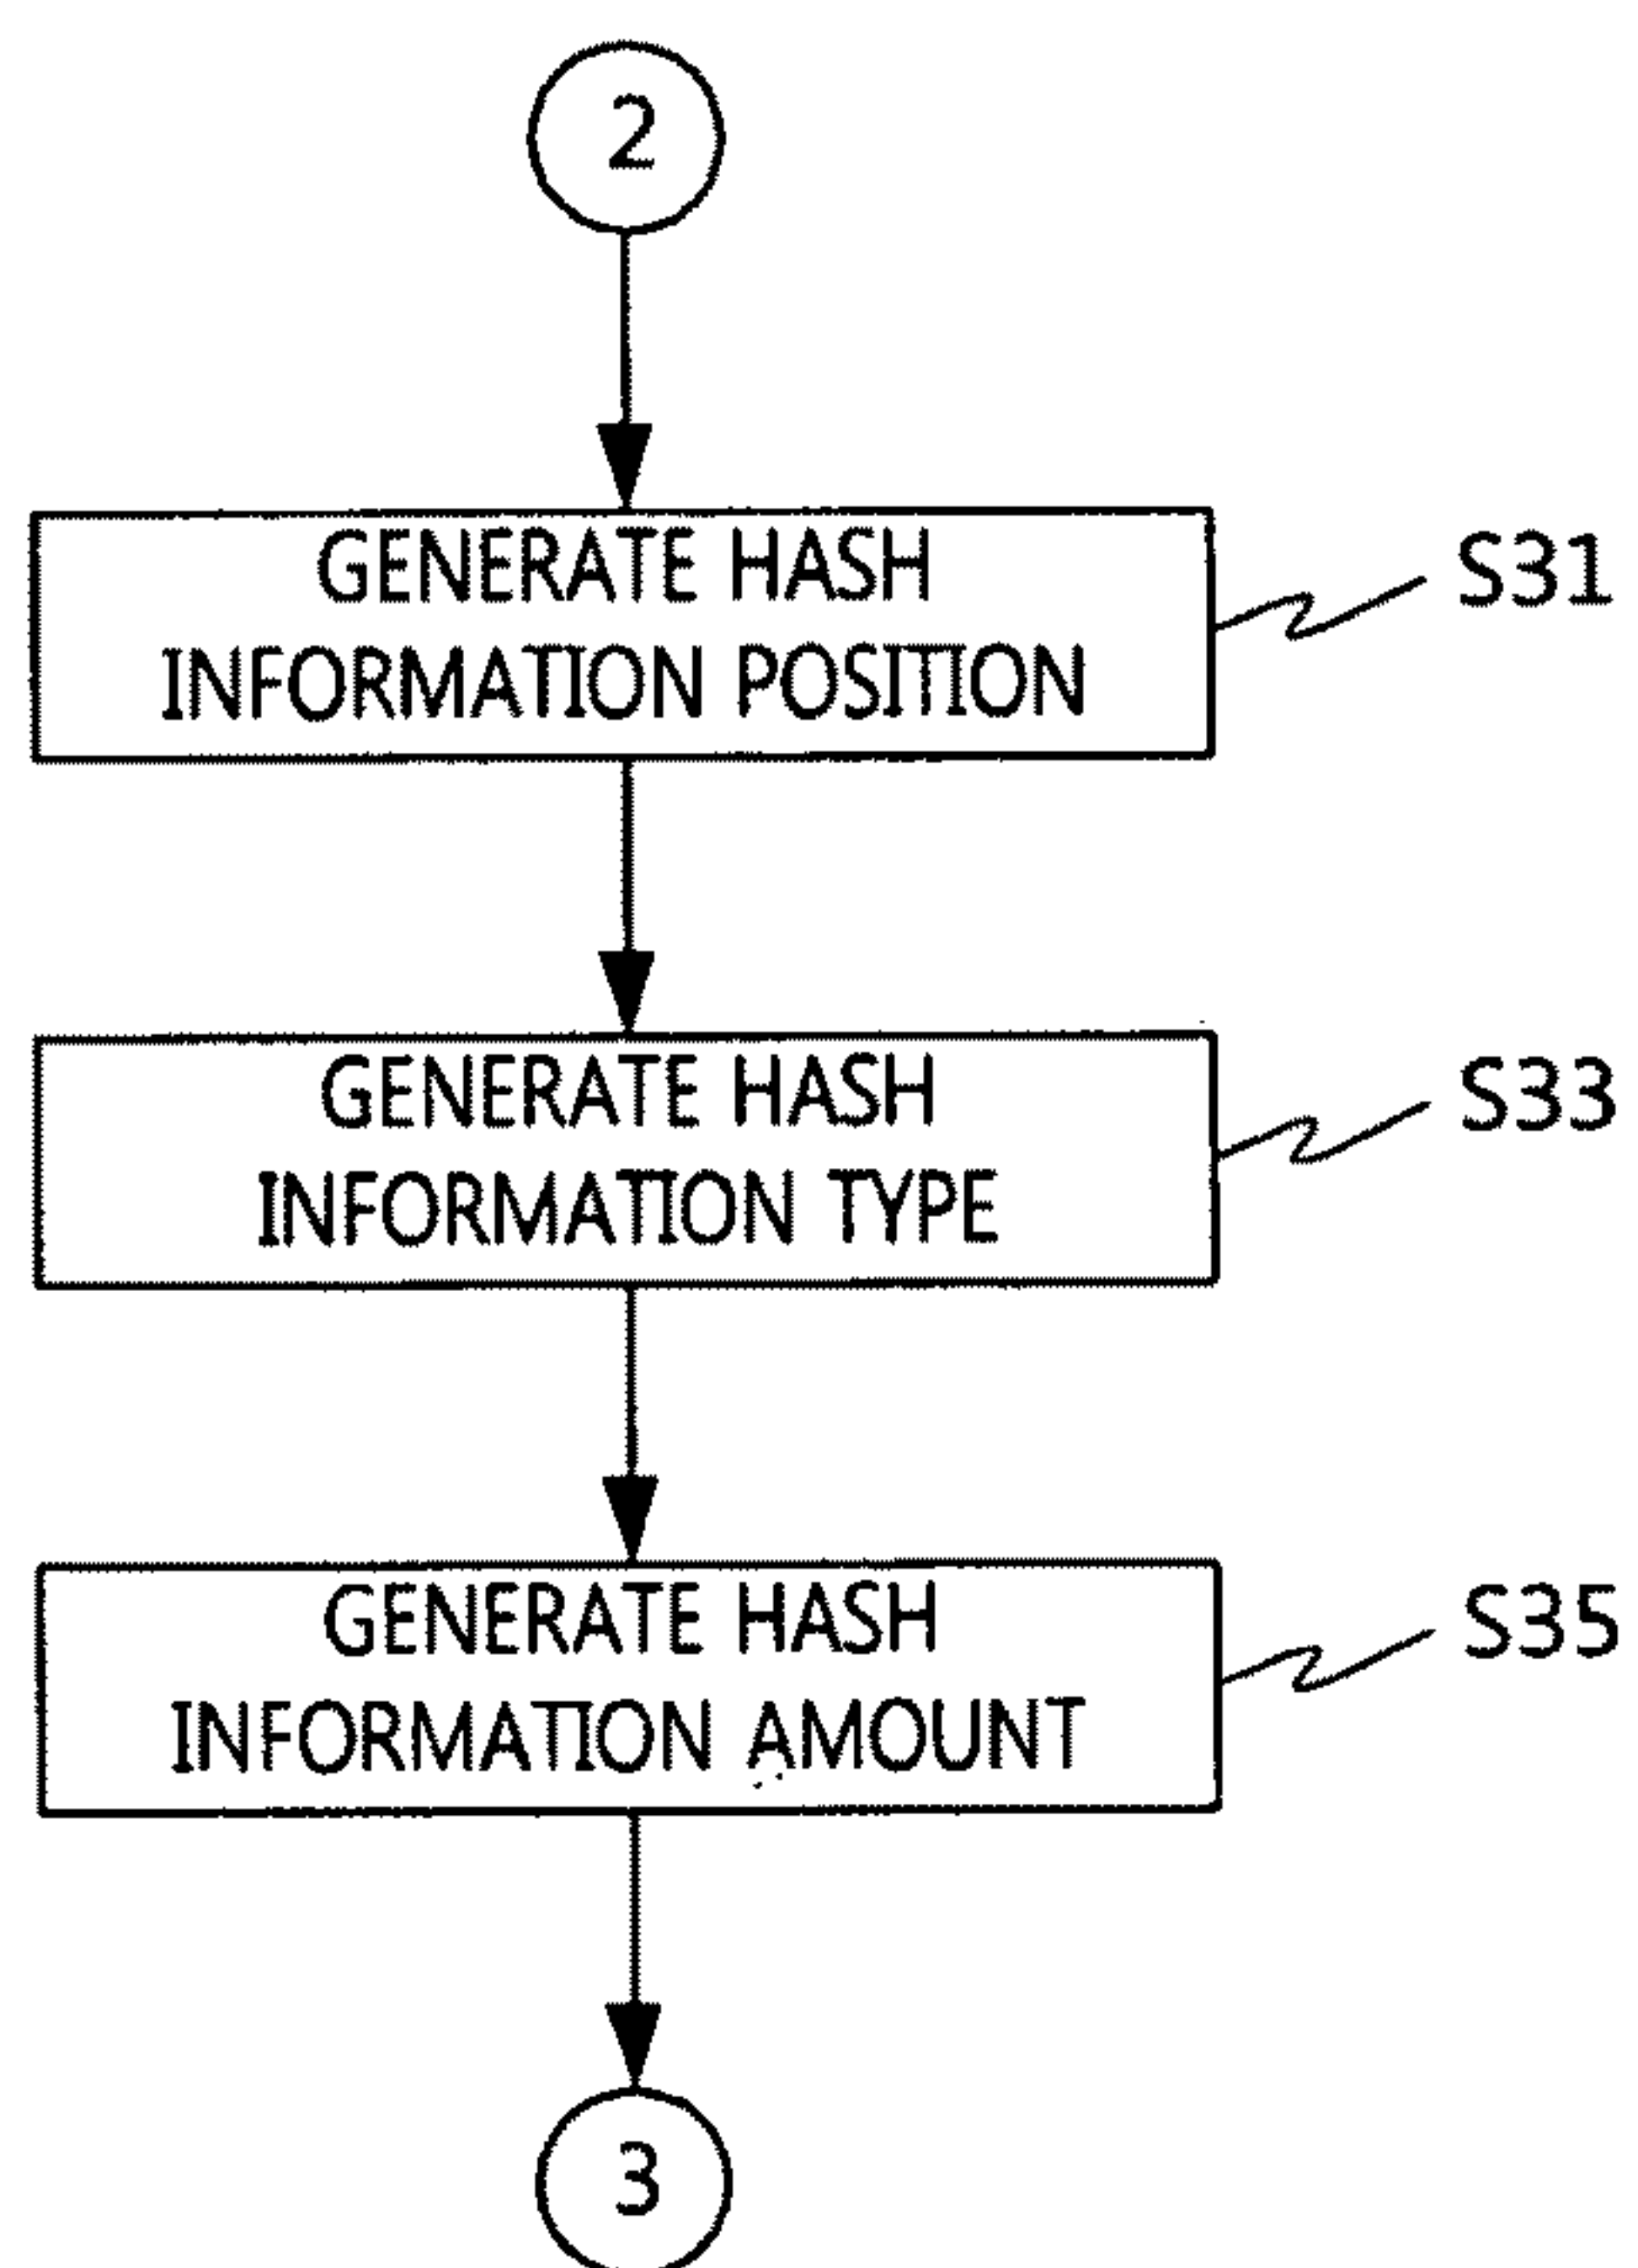 2
GENERATE HASH
INFORMATION POSITION
S31
GENERATE HASH
INFORMATION TYPE
S33
GENERATE HASH
INFORMATION AMOUNT
S35
3